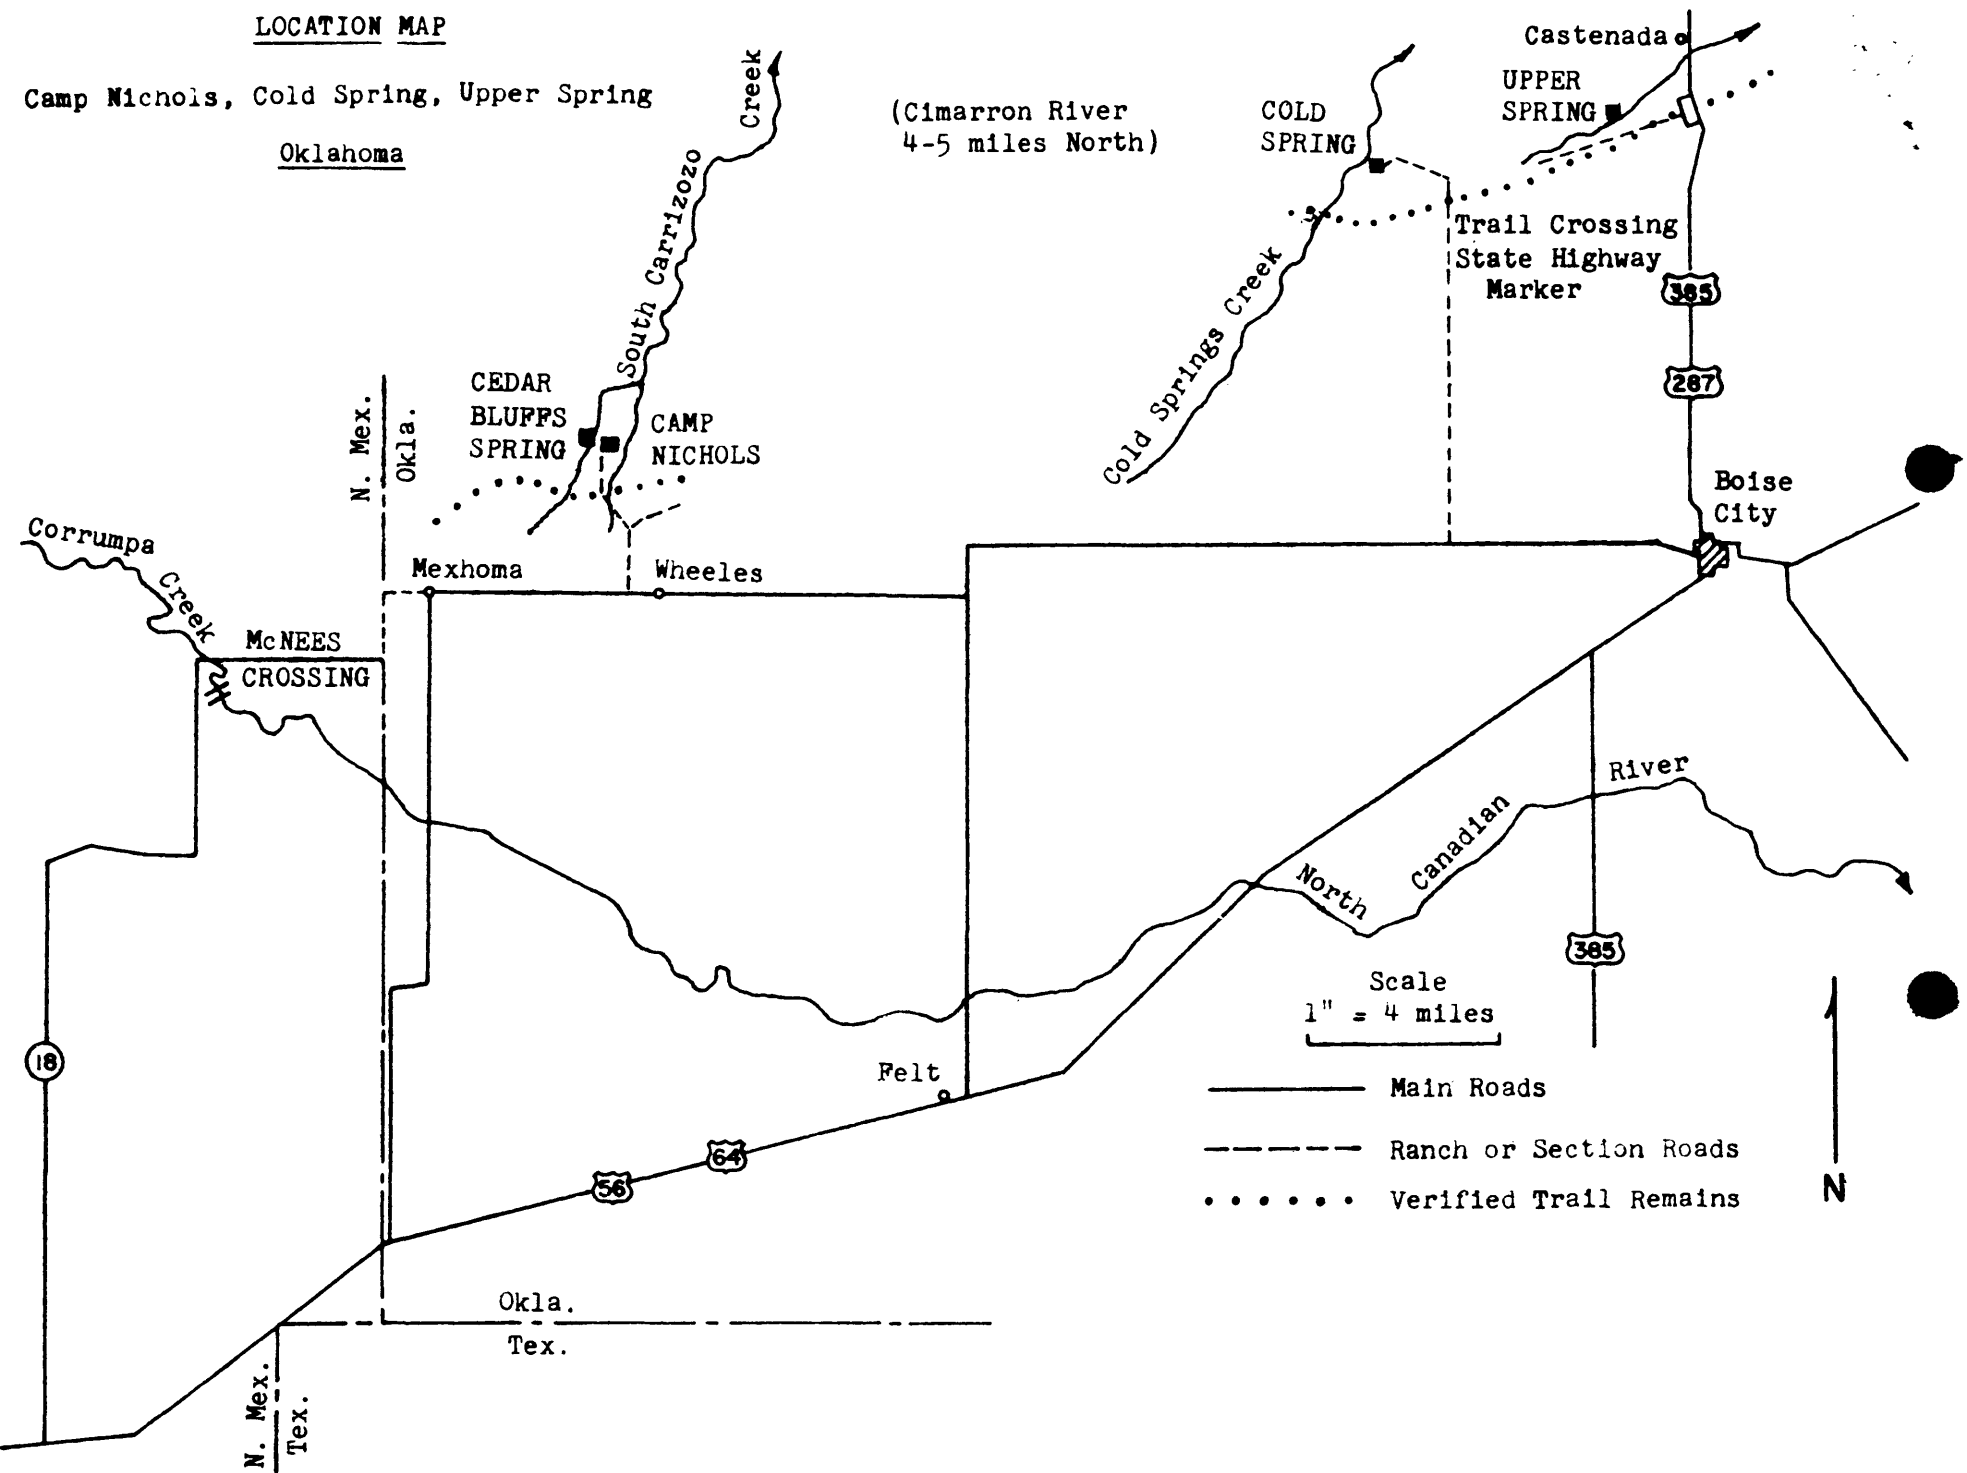 LOCATION MAP
Camp Nichols, Cold Spring, Upper Spring
Oklahoma
(Cimarron River
4-5 miles North)
Castenada
UPPER
SPRING
COLD
SPRING
Trail Crossing
State Highway
Marker
385
287
Boise
City
Cold Springs Creek
South Carrizozo Creek
CEDAR
BLUFFS
SPRING
CAMP
NICHOLS
N. Mex.
Okla.
Corrumpa Creek
Mexhoma
Wheeles
McNEES
CROSSING
North Canadian River
385
18
Felt
64
56
Scale
1" = 4 miles
Main Roads
Ranch or Section Roads
Verified Trail Remains
N
Okla.
Tex.
N. Mex.
Tex.